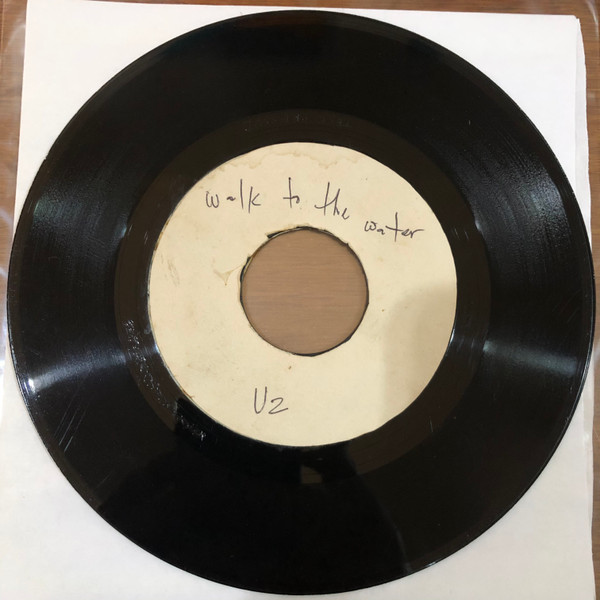 walk to the water
U2